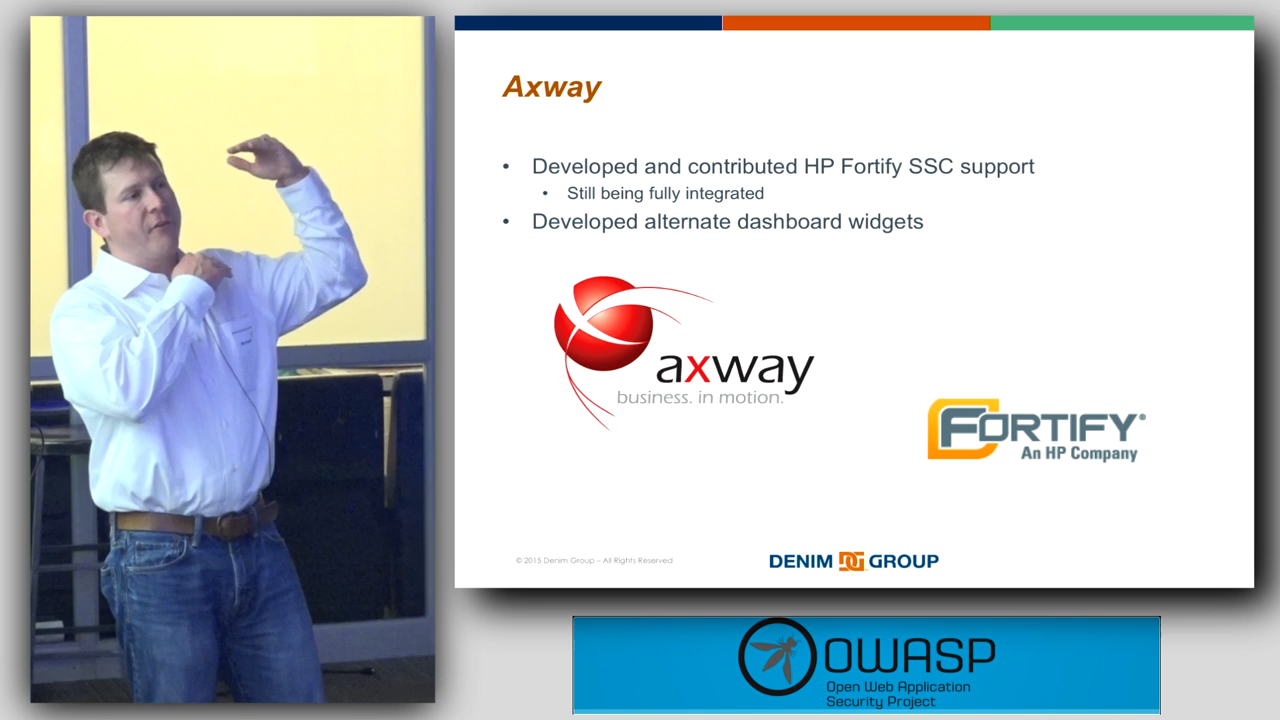 Axway
• Developed and contributed HP Fortify SSC support
• Still being fully integrated
• Developed alternate dashboard widgets
axway
business. in motion.
FORTIFY®
An HP Company
© 2015 Denim Group – All Rights Reserved
DENIM DG GROUP
OWASP
Open Web Application
Security Project